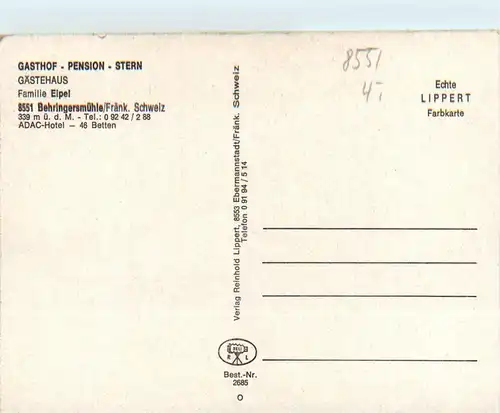 GASTHOF - PENSION - STERN
GÄSTEHAUS
Familie Eipel
8551 Behringersmühle/Fränk. Schweiz
339 m ü. d. M. - Tel.: 0 92 42 / 2 88
ADAC-Hotel – 46 Betten
Verlag Reinhold Lippert, 8553 Ebermannstadt/Fränk. Schweiz
Telefon 0 91 94 / 5 14
R L
Best.-Nr.
2685
O
8551
4,-
Echte
LIPPERT
Farbkarte